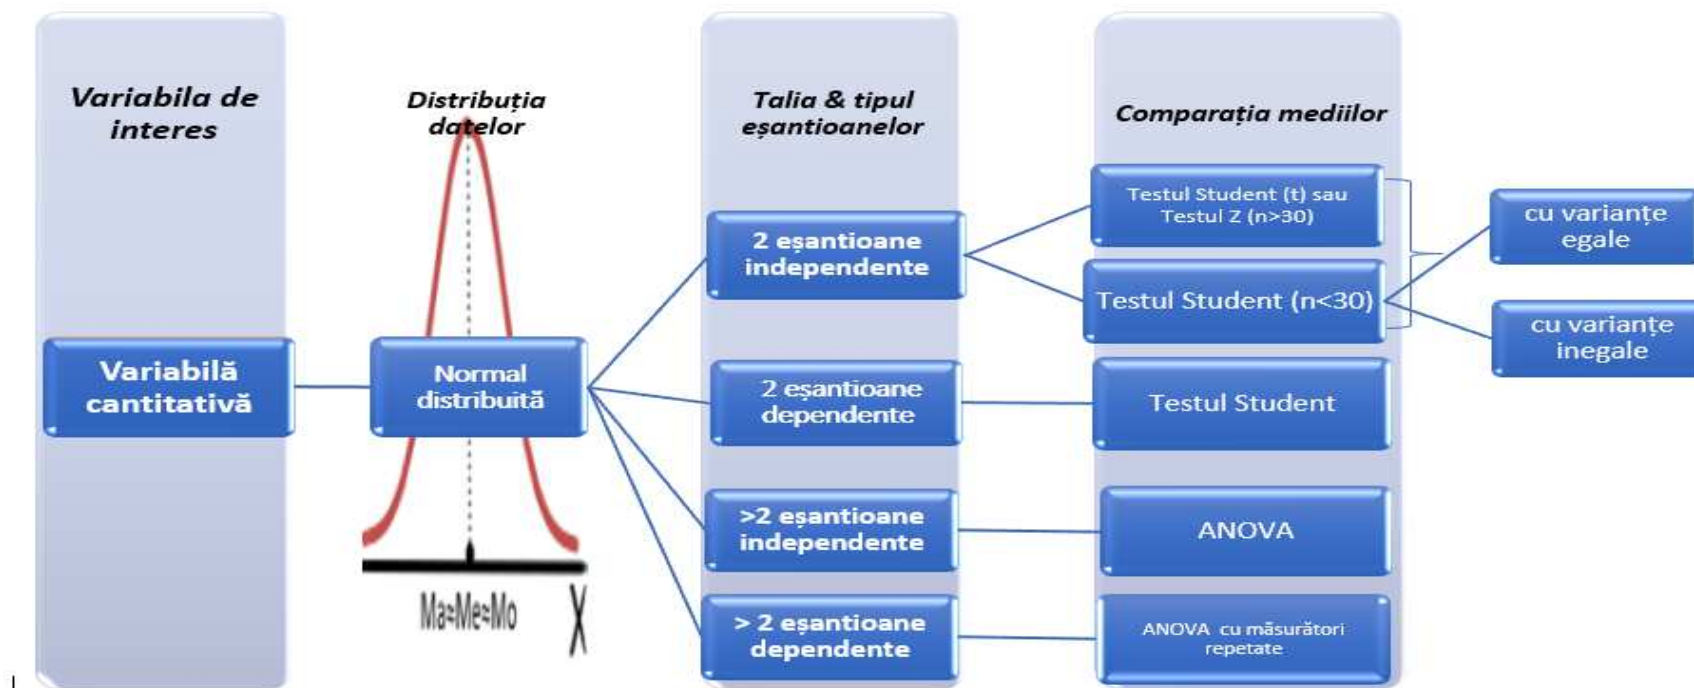 Variabila de
interes
Distribuția
datelor
Talia & tipul
eșantioanelor
Comparația mediilor
Variabilă
cantitativă
Normal
distribuită
Ma≈Me≈Mo
X
2 eșantioane
independente
2 eșantioane
dependente
>2 eșantioane
independente
> 2 eșantioane
dependente
Testul Student (t) sau
Testul Z (n>30)
Testul Student (n<30)
Testul Student
ANOVA
ANOVA cu măsurători
repetate
cu varianțe
egale
cu varianțe
inegale